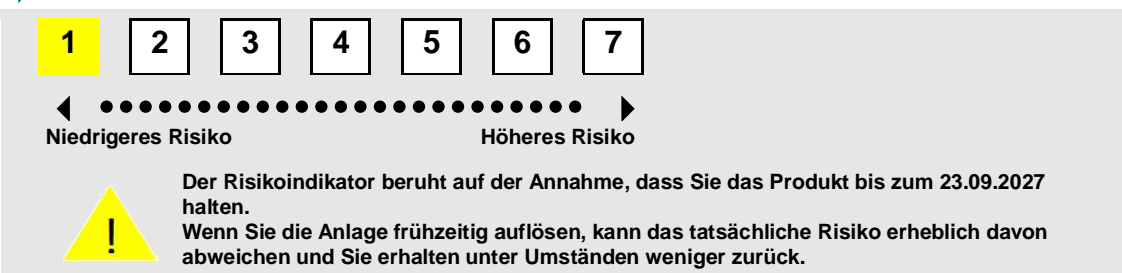 1 2 3 4 5 6 7
Niedrigeres Risiko Höheres Risiko
Der Risikoindikator beruht auf der Annahme, dass Sie das Produkt bis zum 23.09.2027
halten.
Wenn Sie die Anlage frühzeitig auflösen, kann das tatsächliche Risiko erheblich davon
abweichen und Sie erhalten unter Umständen weniger zurück.
!